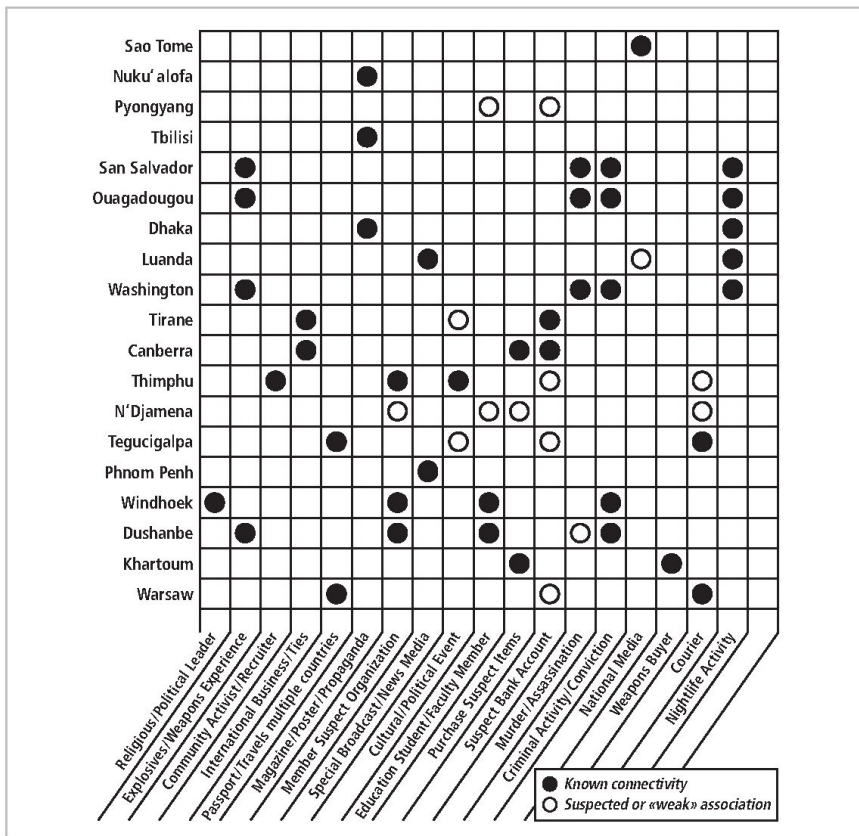 Sao Tome
Nuku‘ alofa
Pyongyang
Tbilisi
San Salvador
Ouagadougou
Dhaka
Luanda
Washington
Tirane
Canberra
Thimphu
N‘Djamena
Tegucigalpa
Phnom Penh
Windhoek
Dushanbe
Khartoum
Warsaw
Religious/Political Leader
Explosives/Weapons Experience
Community Activist/Recruiter
International Business/Ties
Passport/Travels multiple countries
Magazine/Poster/Propaganda
Member Suspect Organization
Special Broadcast/News Media
Cultural/Political Event
Education Student/Faculty Member
Purchase Suspect Items
Suspect Bank Account
Murder/Assassination
Criminal Activity/Conviction
National Media
Weapons Buyer
Courier
Nightlife Activity
Known connectivity
Suspected or «weak» association